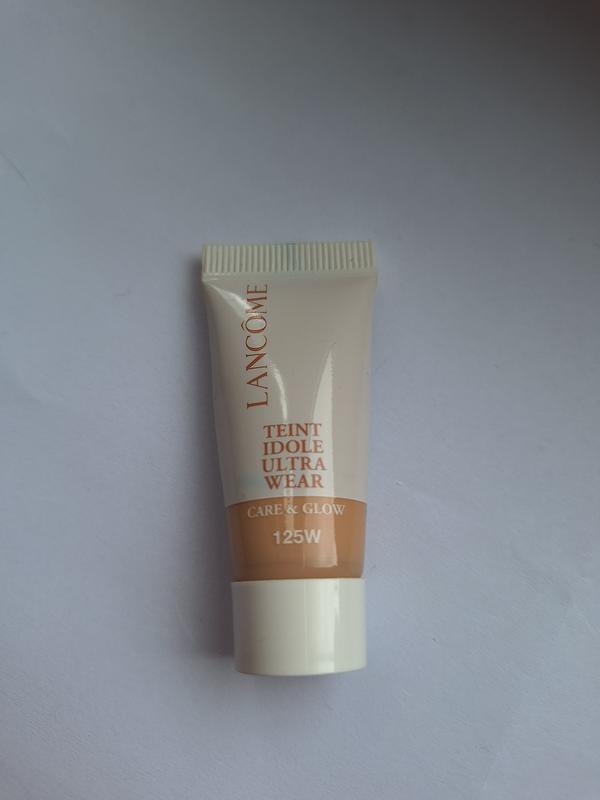 LANCÔME
TEINT
IDOLE
ULTRA
WEAR
CARE & GLOW
125W